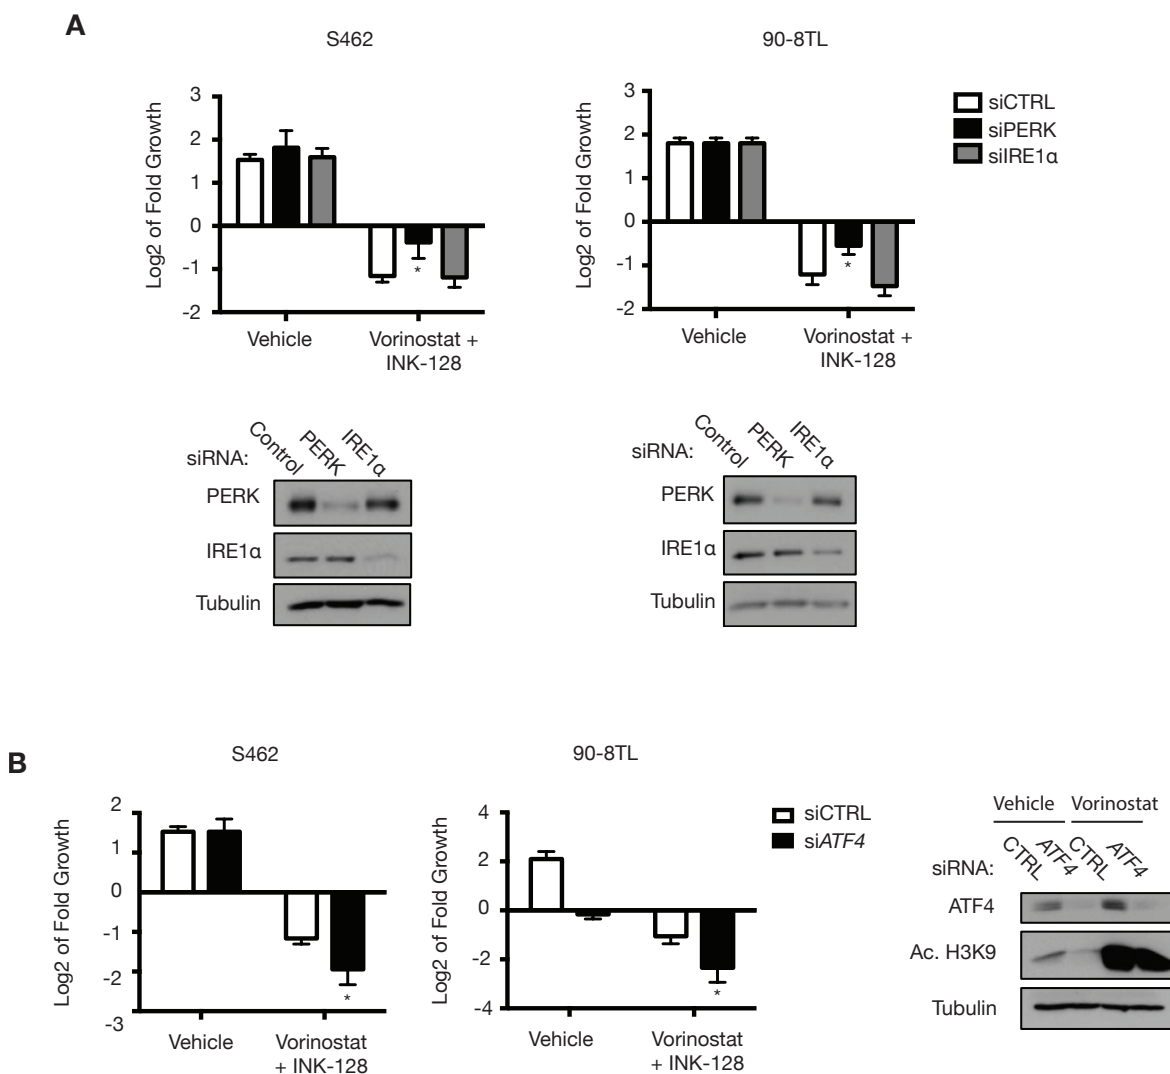 A
S462
90-8TL
siCTRL
siPERK
siIRE1α
Log2 of Fold Growth
3
2
1
0
-1
-2
*
Vehicle
Vorinostat +
INK-128
Log2 of Fold Growth
3
2
1
0
-1
-2
*
Vehicle
Vorinostat +
INK-128
siRNA:
Control
PERK
IRE1α
PERK
IRE1α
Tubulin
siRNA:
Control
PERK
IRE1α
PERK
IRE1α
Tubulin
B
S462
90-8TL
Log2 of Fold Growth
2
1
0
-1
-2
-3
*
Vehicle
Vorinostat
+ INK-128
Log2 of Fold Growth
4
2
0
-2
-4
*
Vehicle
Vorinostat
+ INK-128
siCTRL
siATF4
Vehicle Vorinostat
siRNA:
CTRL
ATF4
CTRL
ATF4
ATF4
Ac. H3K9
Tubulin